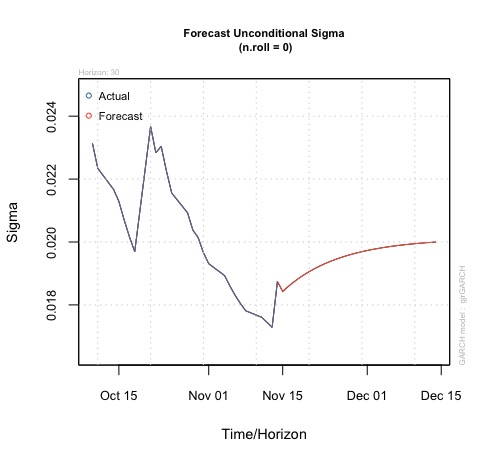 Forecast Unconditional Sigma
(n.roll = 0)
Horizon: 30
Actual
Forecast
0.024
0.022
0.020
0.018
Sigma
GARCH model : gjrGARCH
Oct 15
Nov 01
Nov 15
Dec 01
Dec 15
Time/Horizon